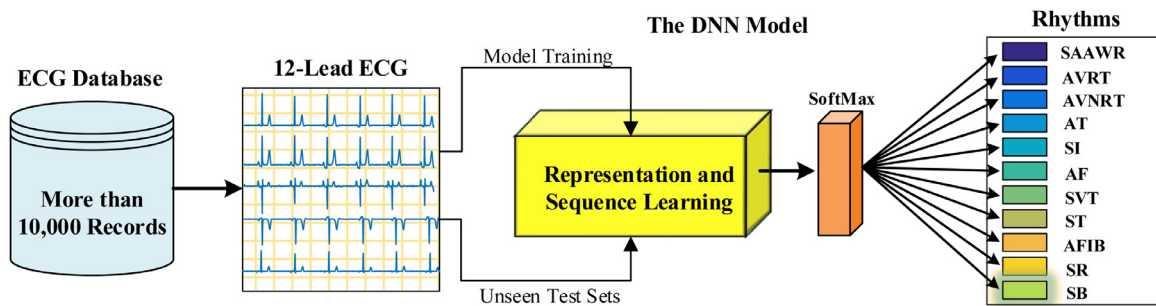 The DNN Model
Rhythms
ECG Database
12-Lead ECG
Model Training
SoftMax
More than
10,000 Records
Representation and
Sequence Learning
Unseen Test Sets
SAAWR
AVRT
AVNRT
AT
SI
AF
SVT
ST
AFIB
SR
SB